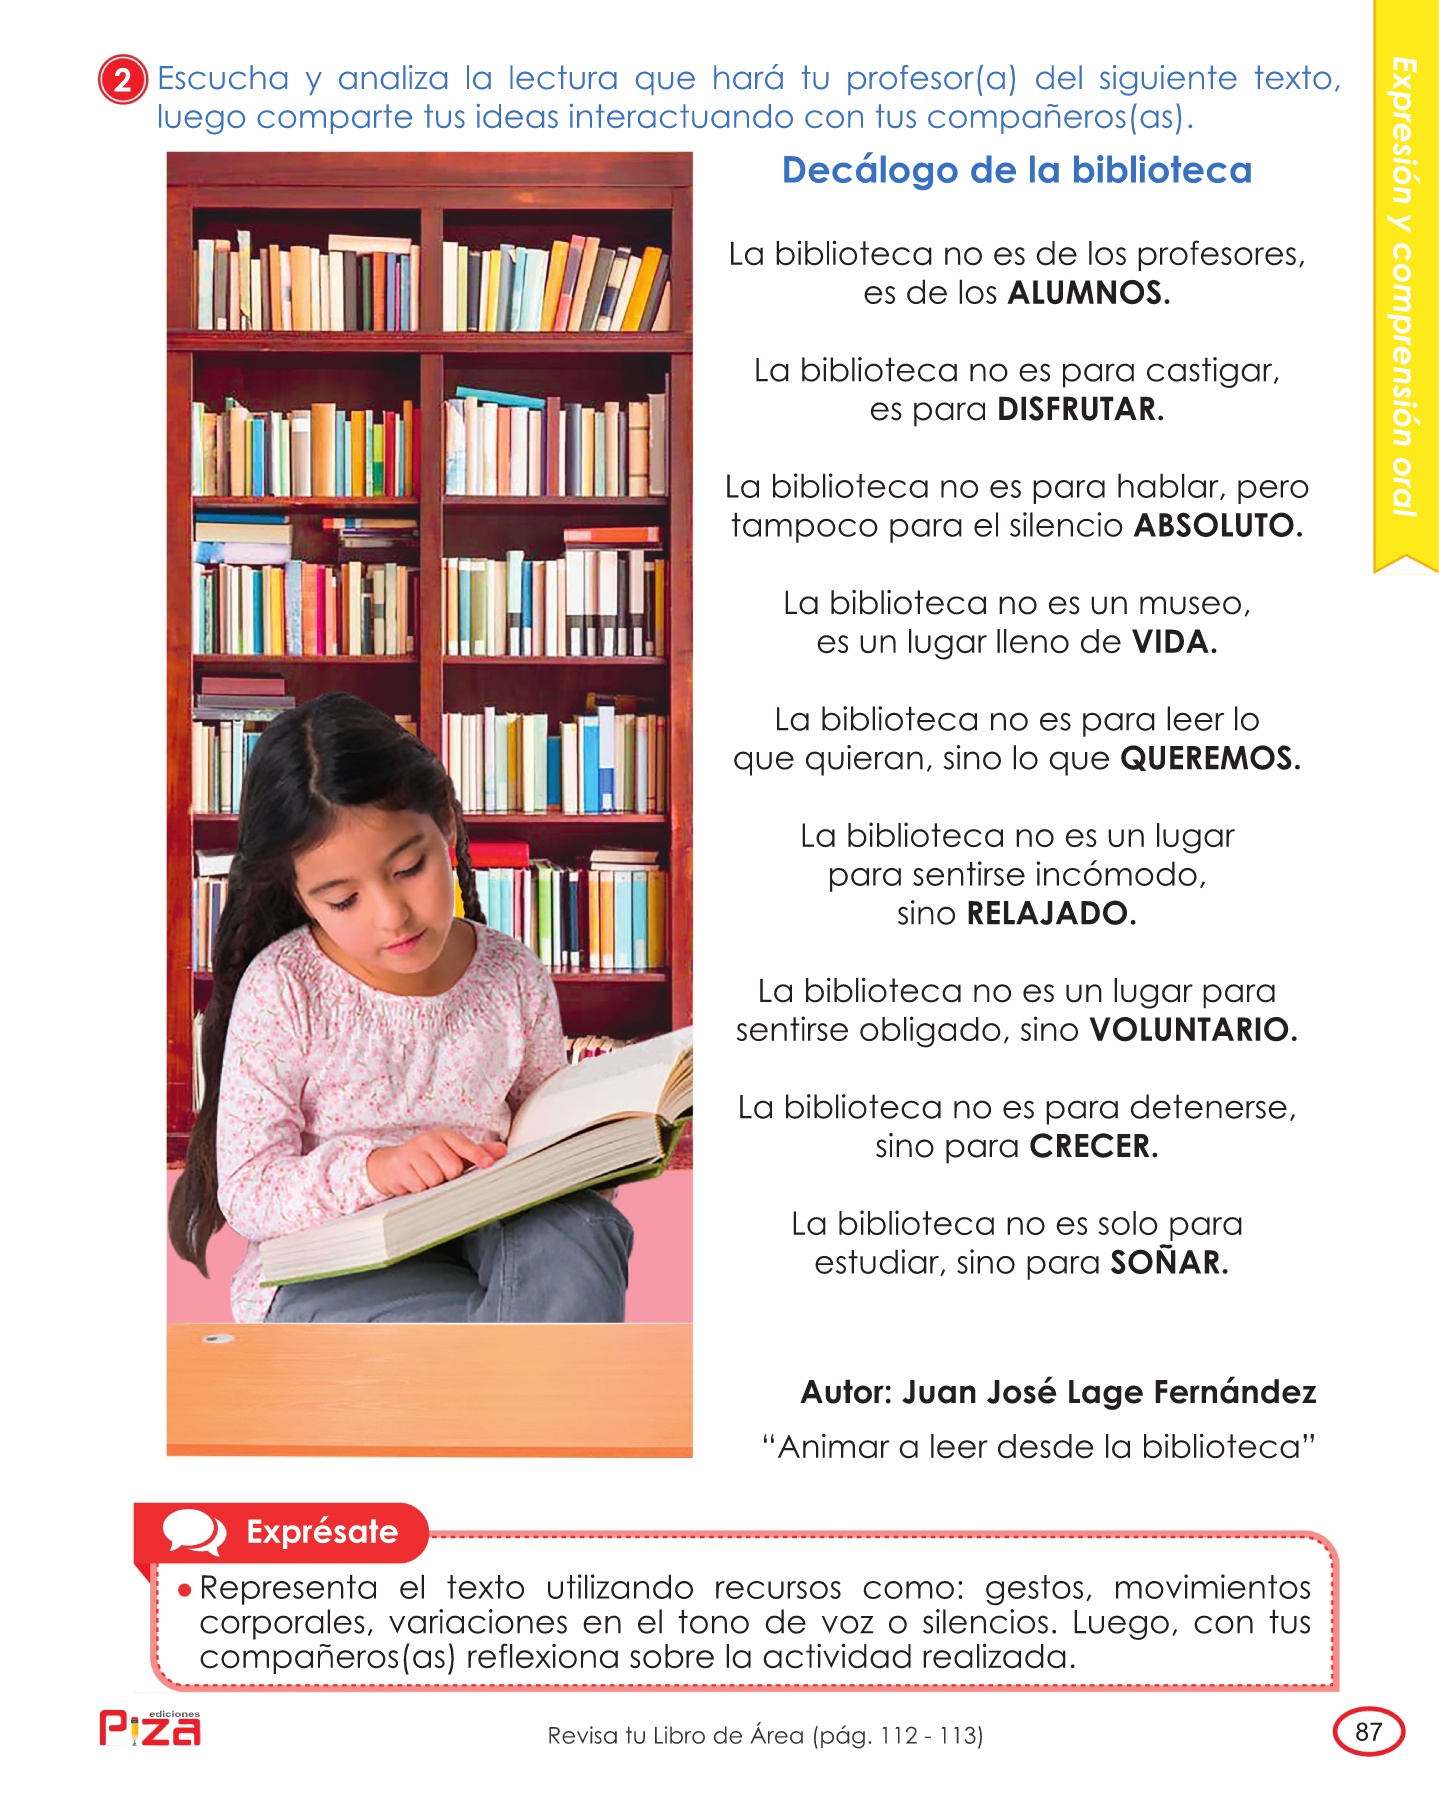 2 Escucha y analiza la lectura que hará tu profesor(a) del siguiente texto,
luego comparte tus ideas interactuando con tus compañeros(as).
Decálogo de la biblioteca
La biblioteca no es de los profesores,
es de los ALUMNOS.
La biblioteca no es para castigar,
es para DISFRUTAR.
La biblioteca no es para hablar, pero
tampoco para el silencio ABSOLUTO.
La biblioteca no es un museo,
es un lugar lleno de VIDA.
La biblioteca no es para leer lo
que quieran, sino lo que QUEREMOS.
La biblioteca no es un lugar
para sentirse incómodo,
sino RELAJADO.
La biblioteca no es un lugar para
sentirse obligado, sino VOLUNTARIO.
La biblioteca no es para detenerse,
sino para CRECER.
La biblioteca no es solo para
estudiar, sino para SOÑAR.
Autor: Juan José Lage Fernández
“Animar a leer desde la biblioteca”
Expresión y comprensión oral
Exprésate
• Representa el texto utilizando recursos como: gestos, movimientos
corporales, variaciones en el tono de voz o silencios. Luego, con tus
compañeros(as) reflexiona sobre la actividad realizada.
ediciones
Piza
Revisa tu Libro de Área (pág. 112 - 113)
87